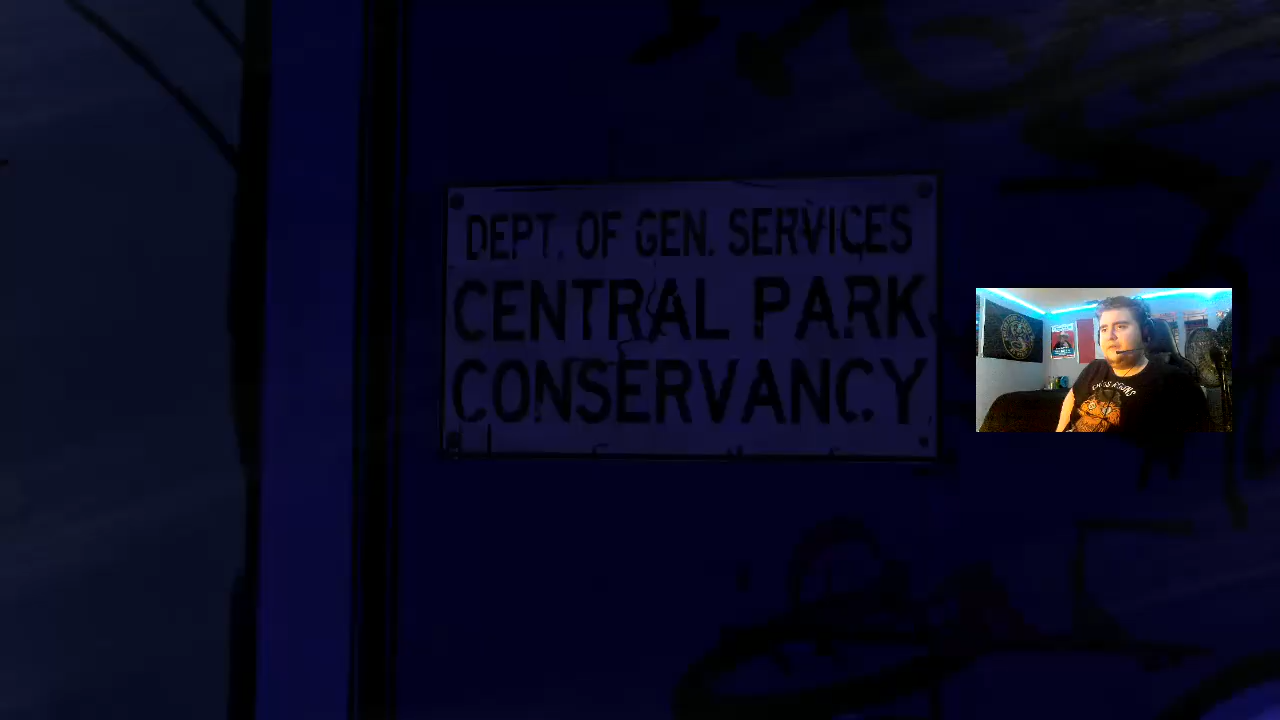 DEPT. OF GEN. SERVICES
CENTRAL PARK
CONSERVANCY